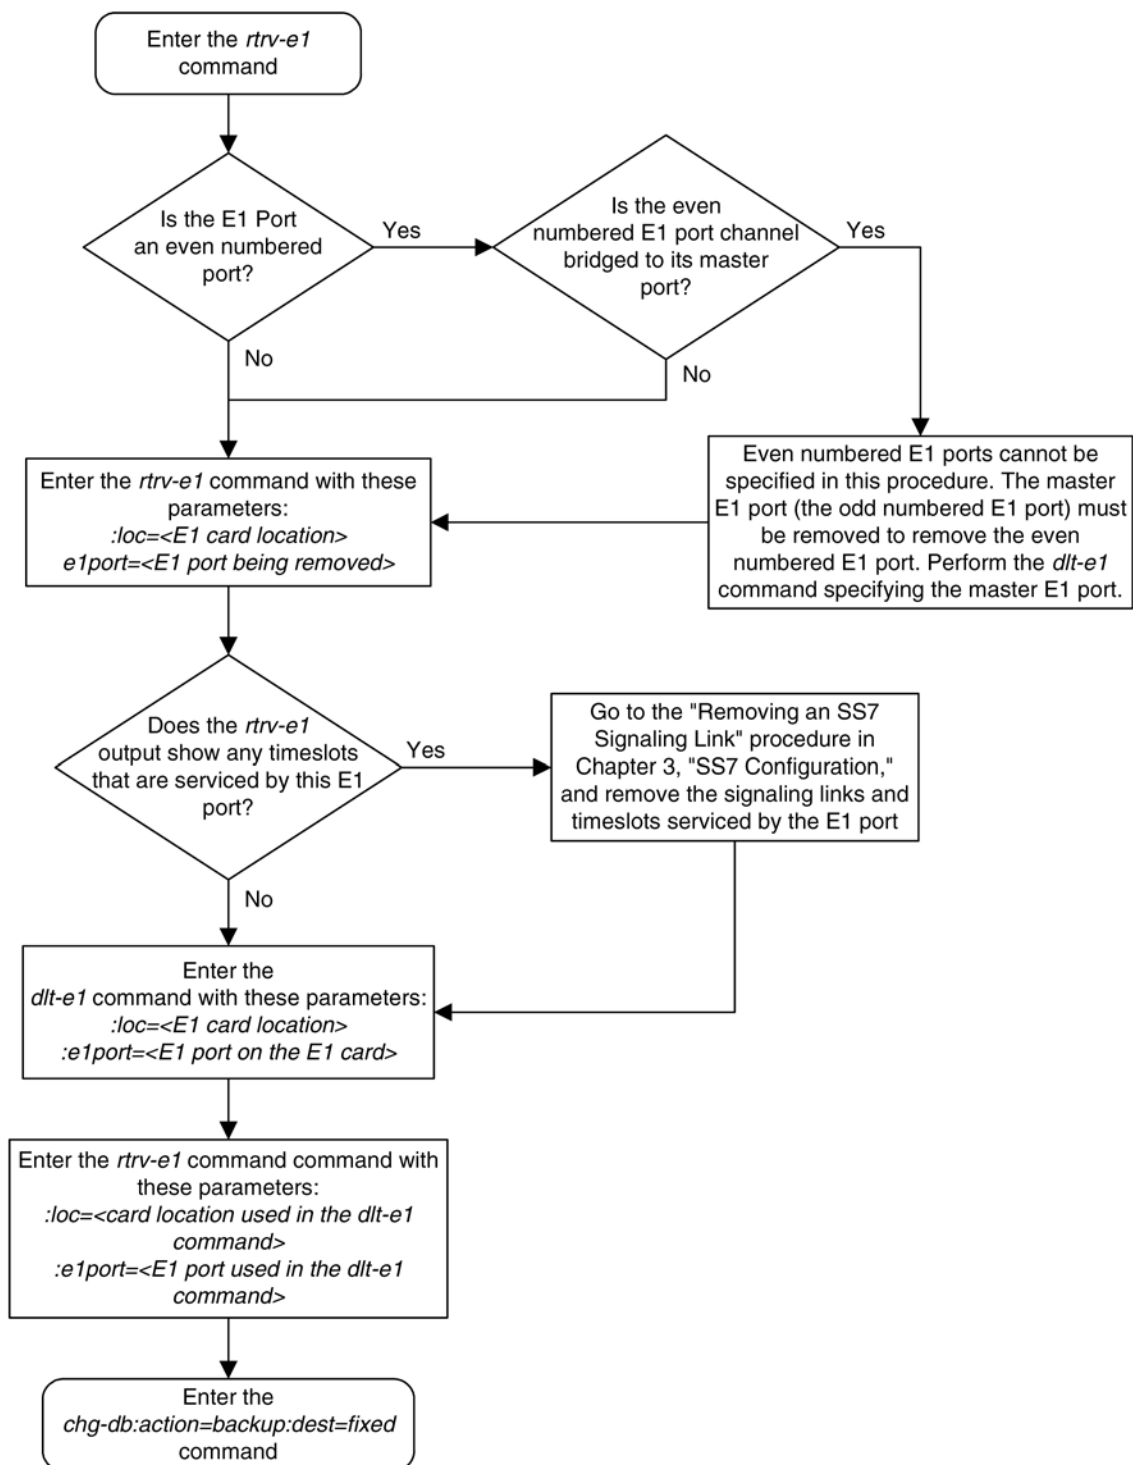 Enter the rtrv-e1
command
Is the E1 Port
an even numbered
port?
Yes
No
Is the even
numbered E1 port channel
bridged to its master
port?
Yes
No
Even numbered E1 ports cannot be
specified in this procedure. The master
E1 port (the odd numbered E1 port) must
be removed to remove the even
numbered E1 port. Perform the dlt-e1
command specifying the master E1 port.
Enter the rtrv-e1 command with these
parameters:
:loc=<E1 card location>
e1port=<E1 port being removed>
Does the rtrv-e1
output show any timeslots
that are serviced by this E1
port?
Yes
No
Go to the "Removing an SS7
Signaling Link" procedure in
Chapter 3, "SS7 Configuration,"
and remove the signaling links and
timeslots serviced by the E1 port
Enter the
dlt-e1 command with these parameters:
:loc=<E1 card location>
:e1port=<E1 port on the E1 card>
Enter the rtrv-e1 command command with
these parameters:
:loc=<card location used in the dlt-e1
command>
:e1port=<E1 port used in the dlt-e1
command>
Enter the
chg-db:action=backup:dest=fixed
command